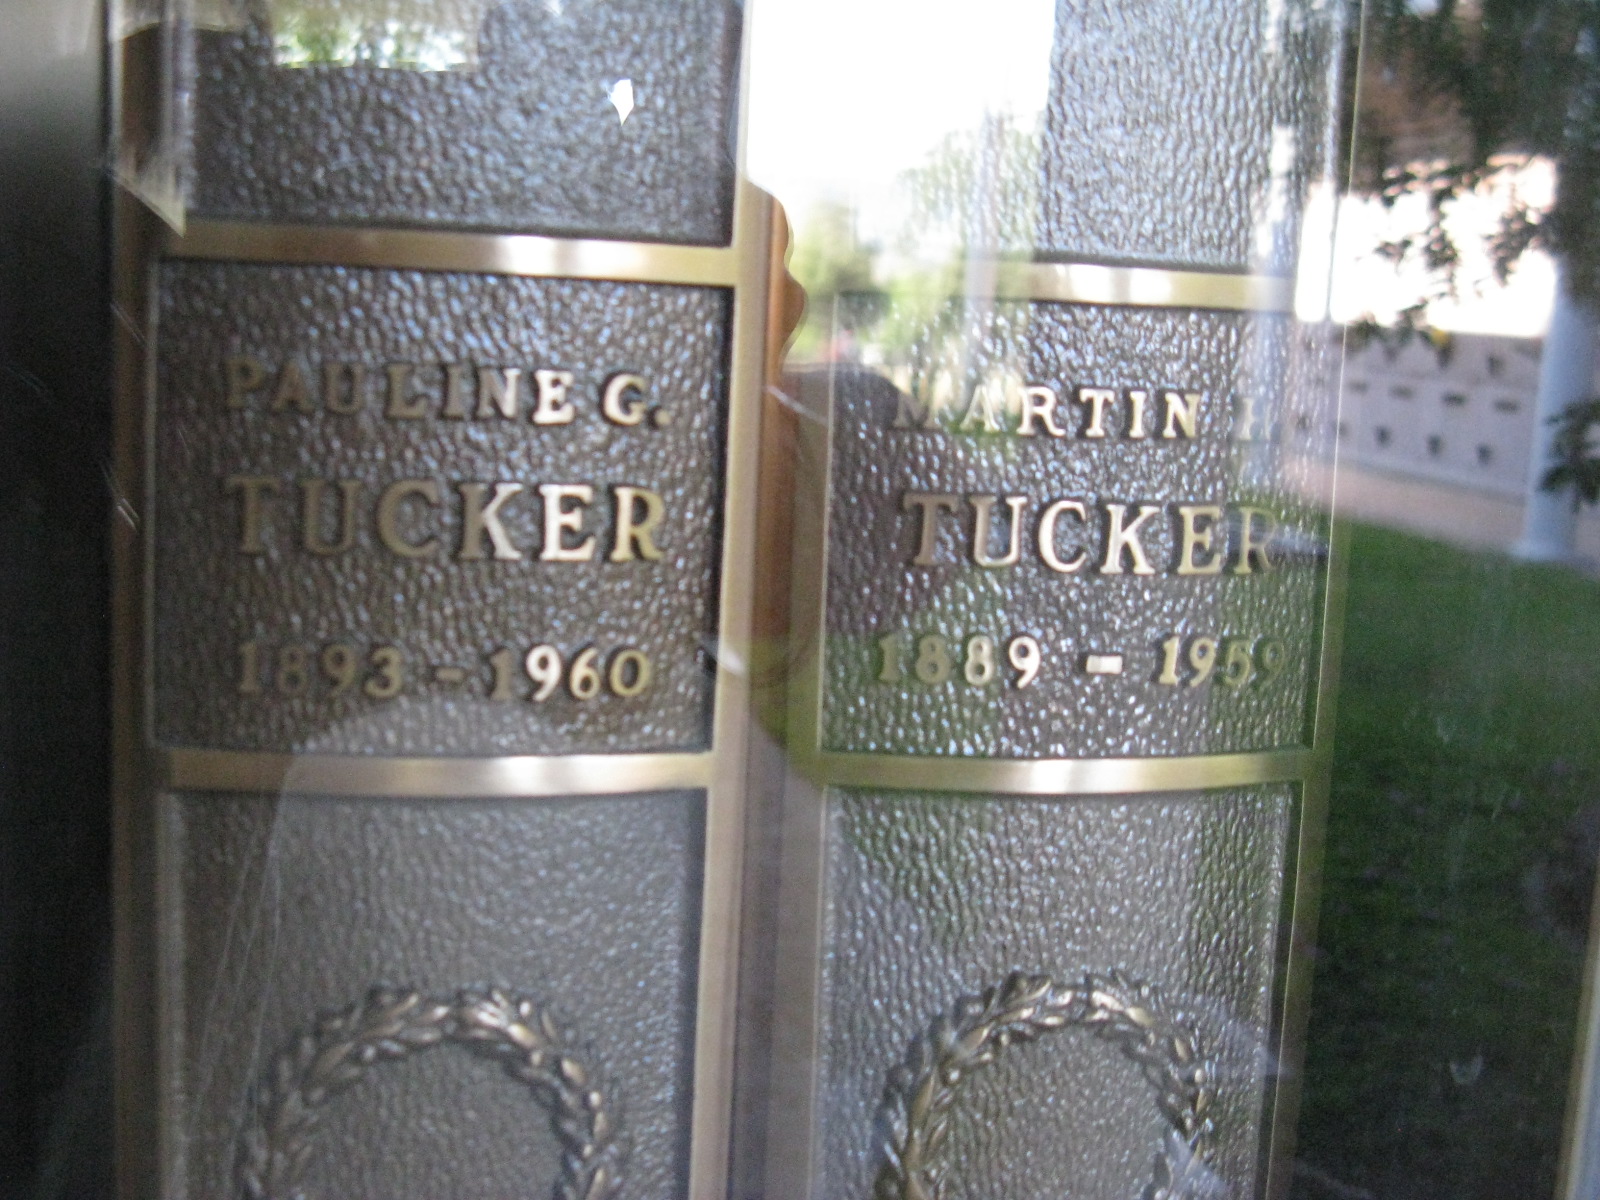 PAULINE G.
TUCKER
1893 - 1960
MARTIN H
TUCKER
1889 - 1959